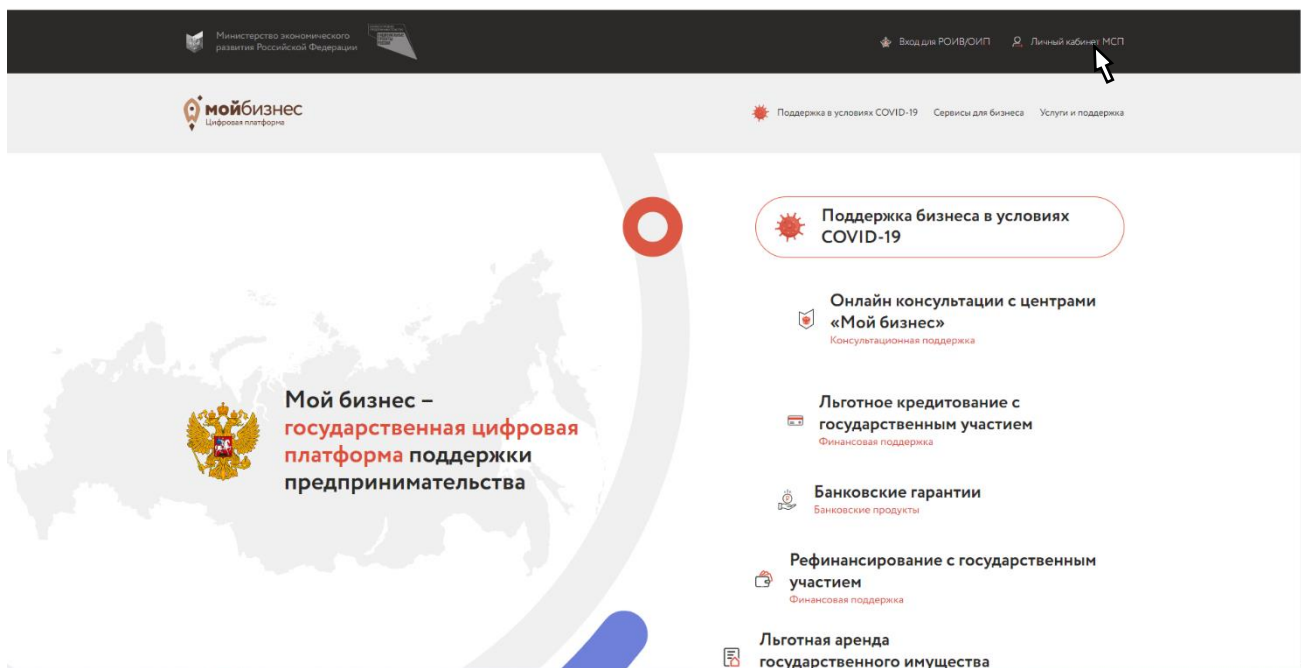 Министерство экономического
развития Российской Федерации
Вход для РОИВ/ОИП
Личный кабинет МСП
мойбизнес
Цифровая платформа
Поддержка в условиях COVID-19
Сервисы для бизнеса
Услуги и поддержка
Поддержка бизнеса в условиях
COVID-19
Онлайн консультации с центрами
«Мой бизнес»
Консультационная поддержка
Льготное кредитование с
государственным участием
Финансовая поддержка
Мой бизнес –
государственная цифровая
платформа поддержки
предпринимательства
Банковские гарантии
Банковские продукты
Рефинансирование с государственным
участием
Финансовая поддержка
Льготная аренда
государственного имущества